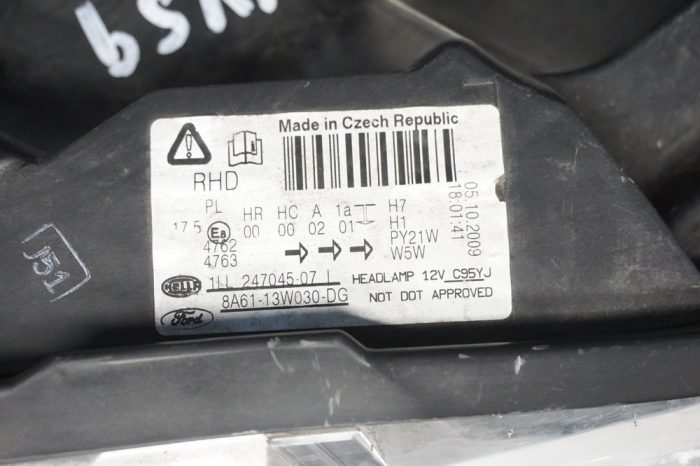 Made in Czech Republic
RHD
PL HR HC A 1a H7
17.5 E8 00 00 02 01 H1
4762 PY21W
4763 W5W
05.10.2009
18:01:41
HELLA 1LL 247045-07 L HEADLAMP 12V C95YJ
8A61-13W030-DG NOT DOT APPROVED
Ford
J51